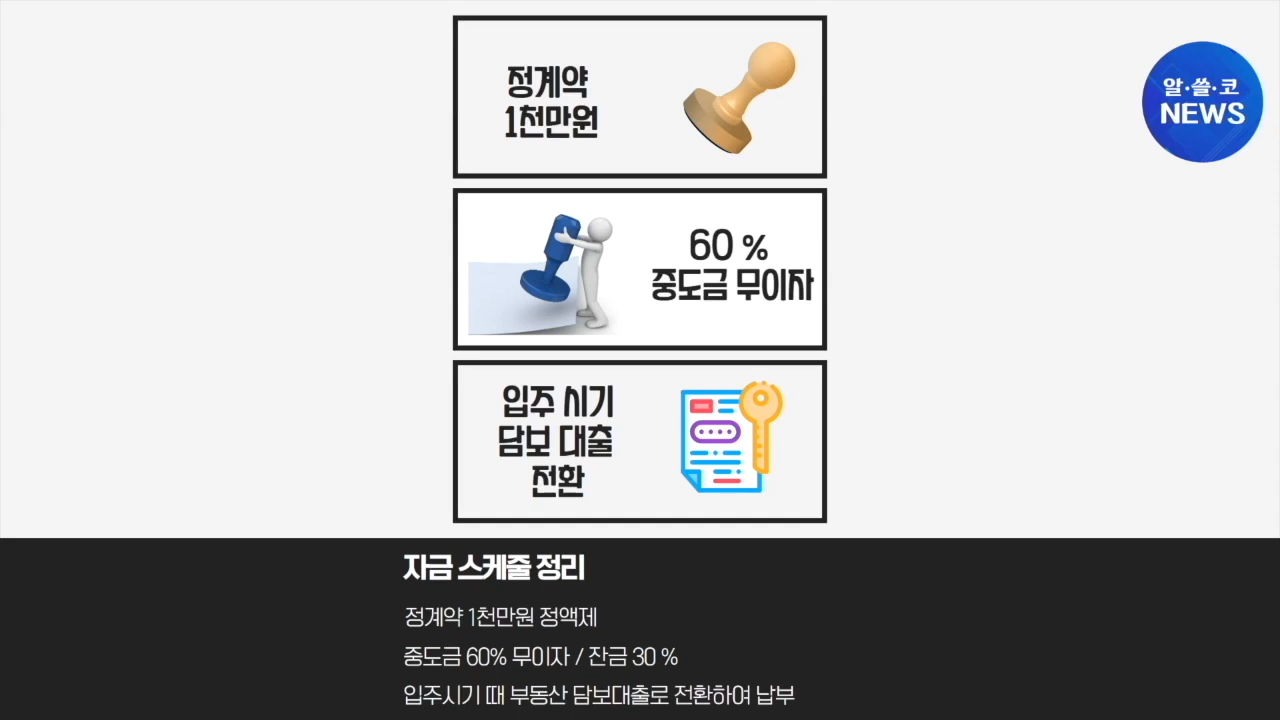 정계약
1천만원
알·쓸·코
NEWS
60 %
중도금 무이자
입주 시기
담보 대출
전환
자금 스케줄 정리
정계약 1천만원 정액제
중도금 60% 무이자 / 잔금 30 %
입주시기 때 부동산 담보대출로 전환하여 납부